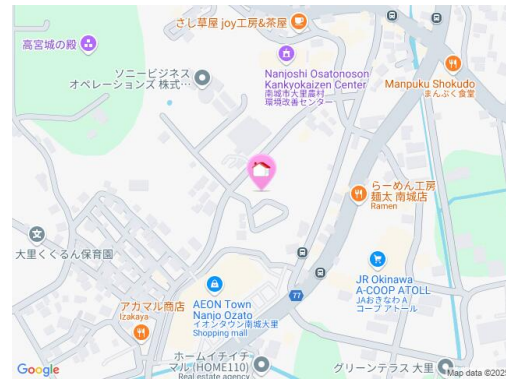 さし草屋 joy工房&茶屋
高宮城の殿
ソニービジネス
オペレーションズ 株式…
Nanjoshi Osatonoson
Kankyokaizen Center
南城市大里農村
環境改善センター
Manpuku Shokudo
まんぷく食堂
らーめん工房
麺太 南城店
Ramen
大里くくるん保育園
JR Okinawa
A-COOP ATOLL
JAおきなわ A
コープ アトール
AEON Town
Nanjo Ozato
イオンタウン南城大里
Shopping mall
77
アカマル商店
Izakaya
ホームイチイチ
マル(HOME110)
Real estate agency
グリーンテラス 大里
Google
Map data ©2025